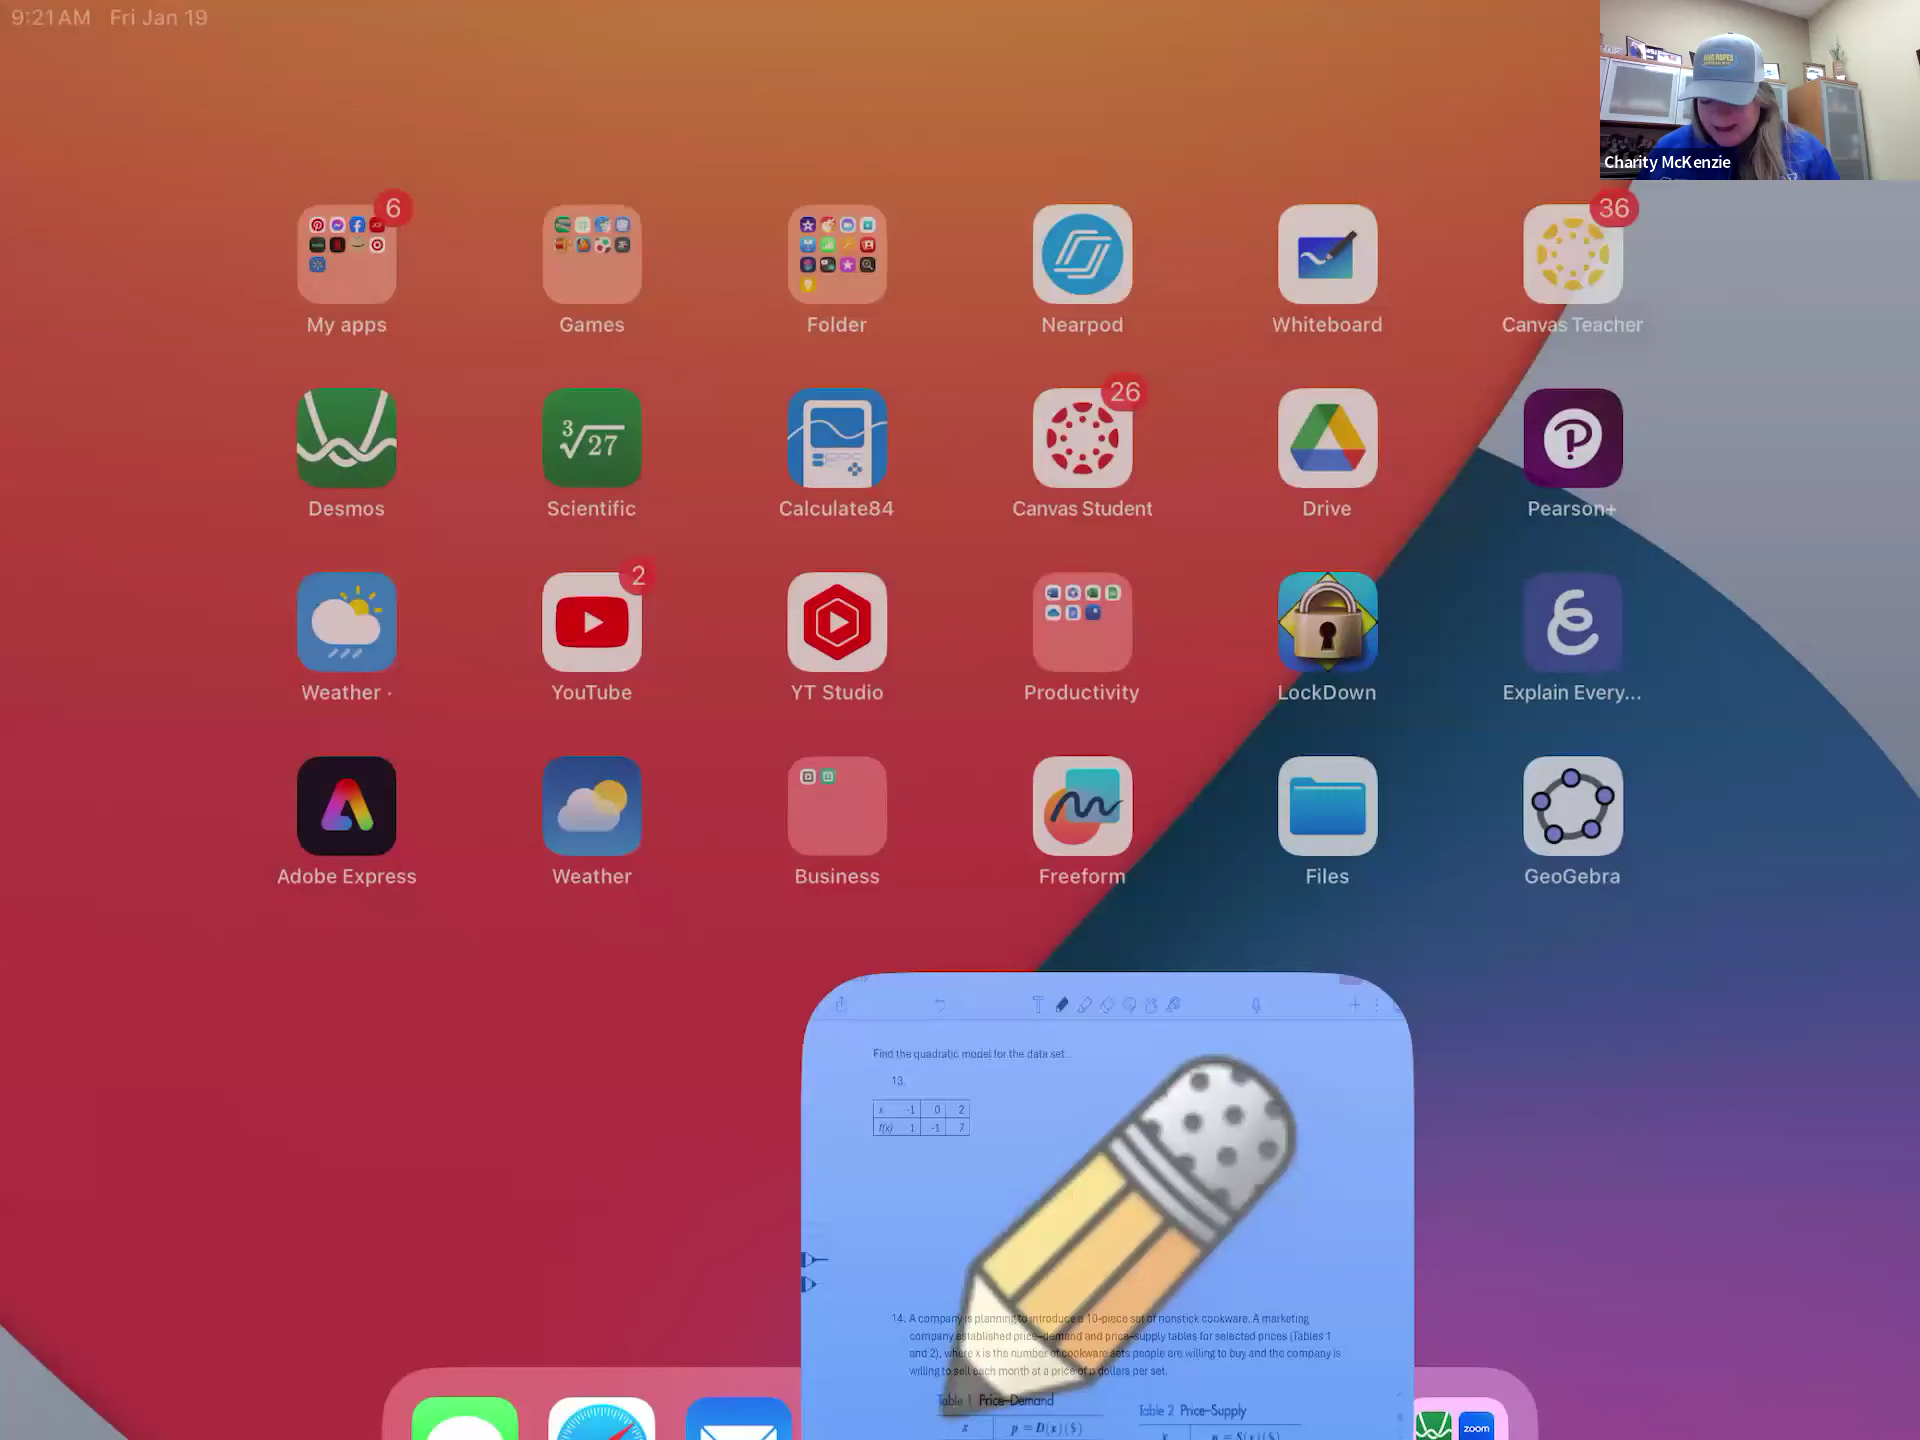 9:21 AM Fri Jan 19
Charity McKenzie
6
36
My apps
Games
Folder
Nearpod
Whiteboard
Canvas Teacher
26
∛27
Desmos
Scientific
Calculate84
Canvas Student
Drive
Pearson+
2
Weather ·
YouTube
YT Studio
Productivity
LockDown
Explain Every...
Adobe Express
Weather
Business
Freeform
Files
GeoGebra
Find the quadratic model for the data set.
13.
x -1 0 2
f(x) 1 -1 7
14. A company is planning to introduce a 10-piece set of nonstick cookware. A marketing
company established price–demand and price–supply tables for selected prices (Tables 1
and 2), where x is the number of cookware sets people are willing to buy and the company is
willing to sell each month at a price of p dollars per set.
Table 1 Price–Demand
Table 2 Price–Supply
x p = D(x)($)
x p = S(x)($)
zoom